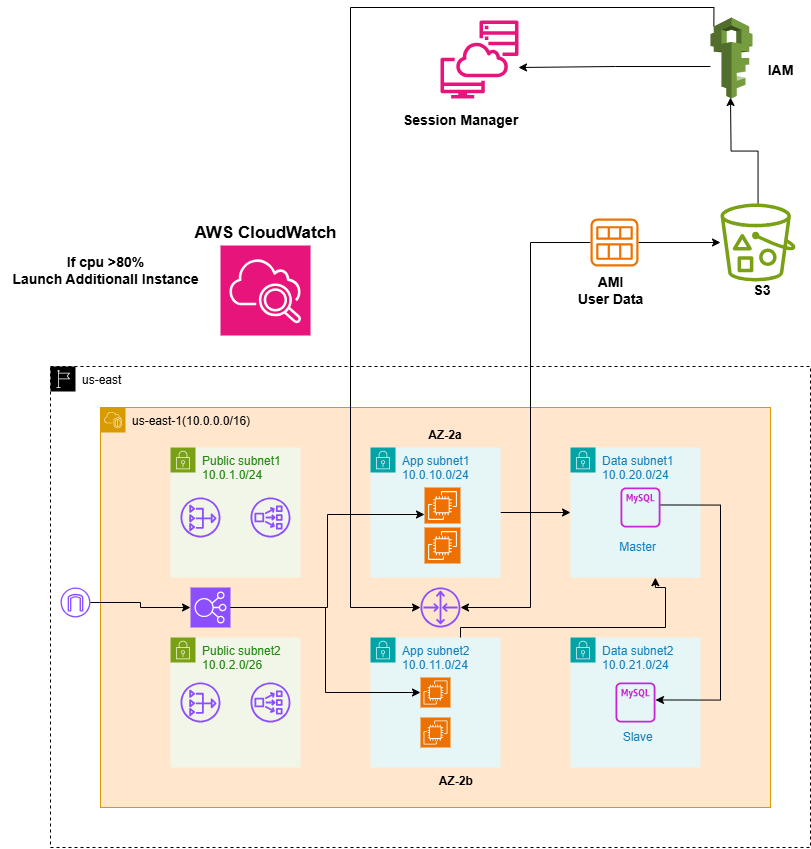 IAM
Session Manager
AWS CloudWatch
If cpu >80%
Launch Additionall Instance
AMI
User Data
S3
us-east
us-east-1(10.0.0.0/16)
AZ-2a
Public subnet1
10.0.1.0/24
App subnet1
10.0.10.0/24
Data subnet1
10.0.20.0/24
MySQL
Master
Public subnet2
10.0.2.0/26
App subnet2
10.0.11.0/24
Data subnet2
10.0.21.0/24
MySQL
Slave
AZ-2b